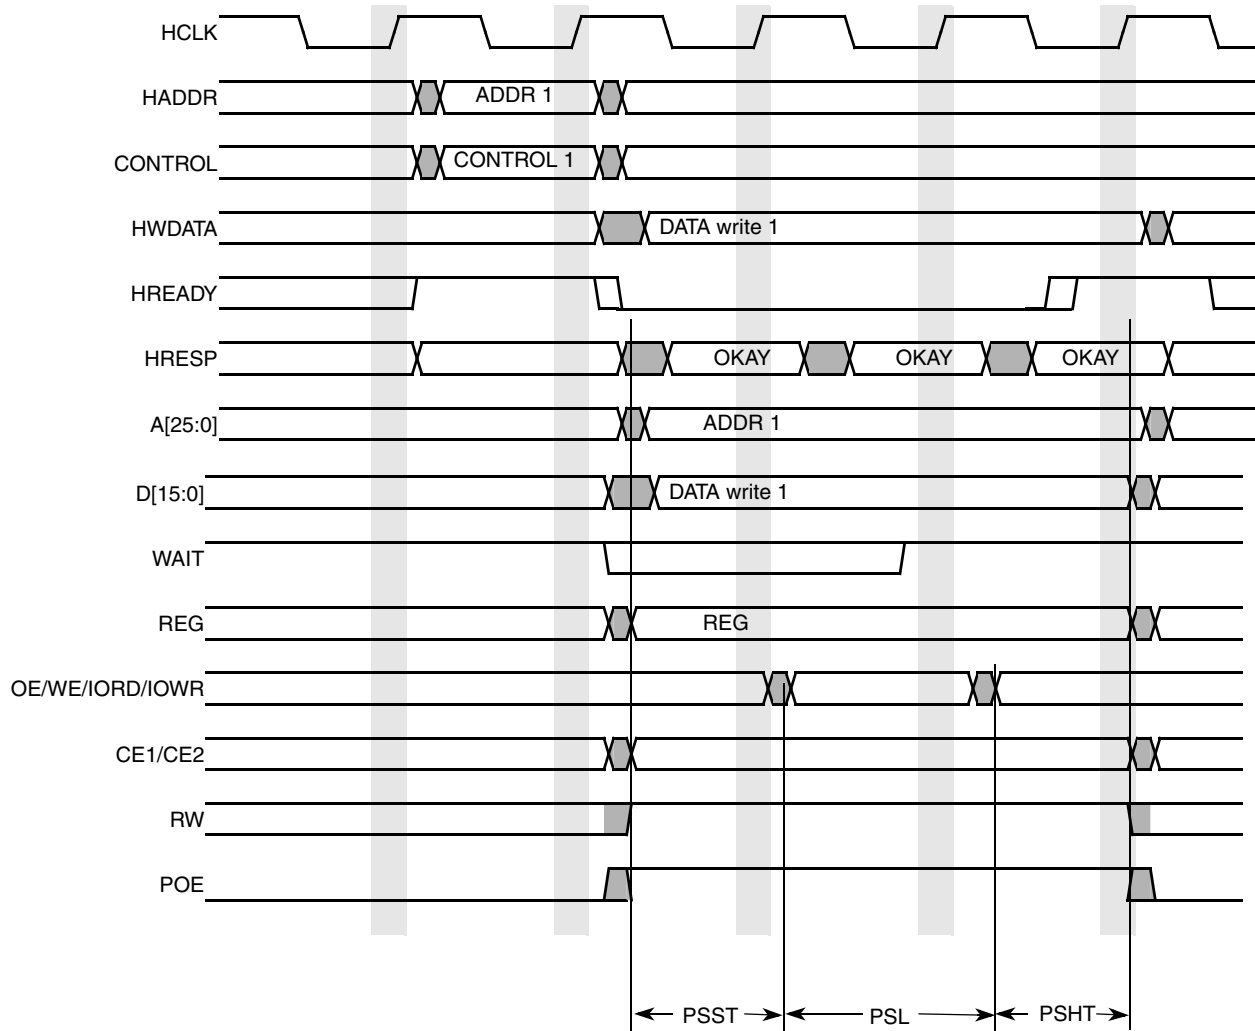 HCLK
HADDR
ADDR 1
CONTROL
CONTROL 1
HWDATA
DATA write 1
HREADY
HRESP
OKAY
OKAY
OKAY
A[25:0]
ADDR 1
D[15:0]
DATA write 1
WAIT
REG
REG
OE/WE/IORD/IOWR
CE1/CE2
RW
POE
PSST
PSL
PSHT